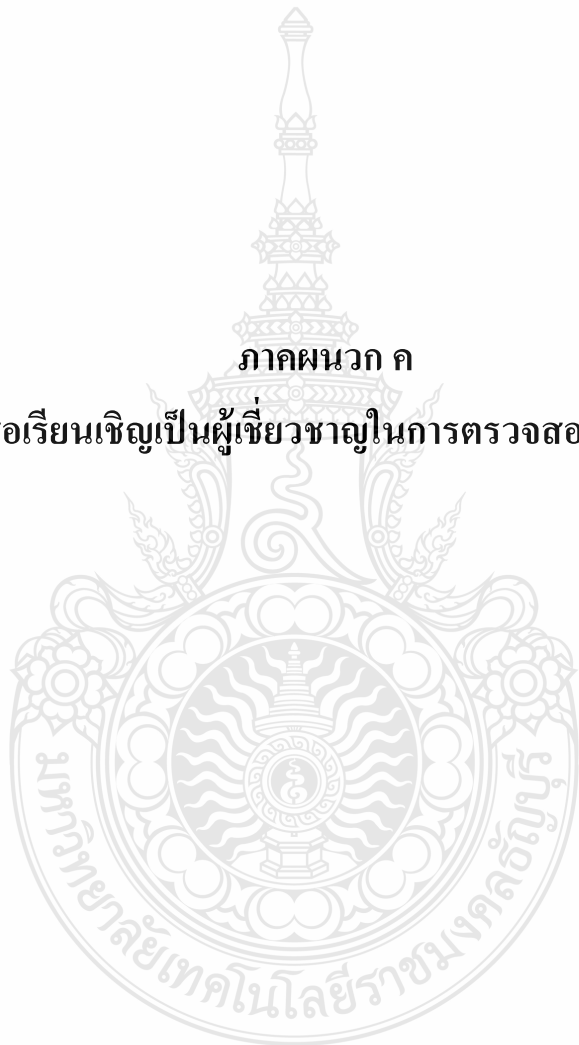 ภาคผนวก ค
อเรียนเชิญเป็นผู้เชี่ยวชาญในการตรวจสอ
มหาวิทยาลัยเทคโนโลยีราชมงคลธัญบุรี